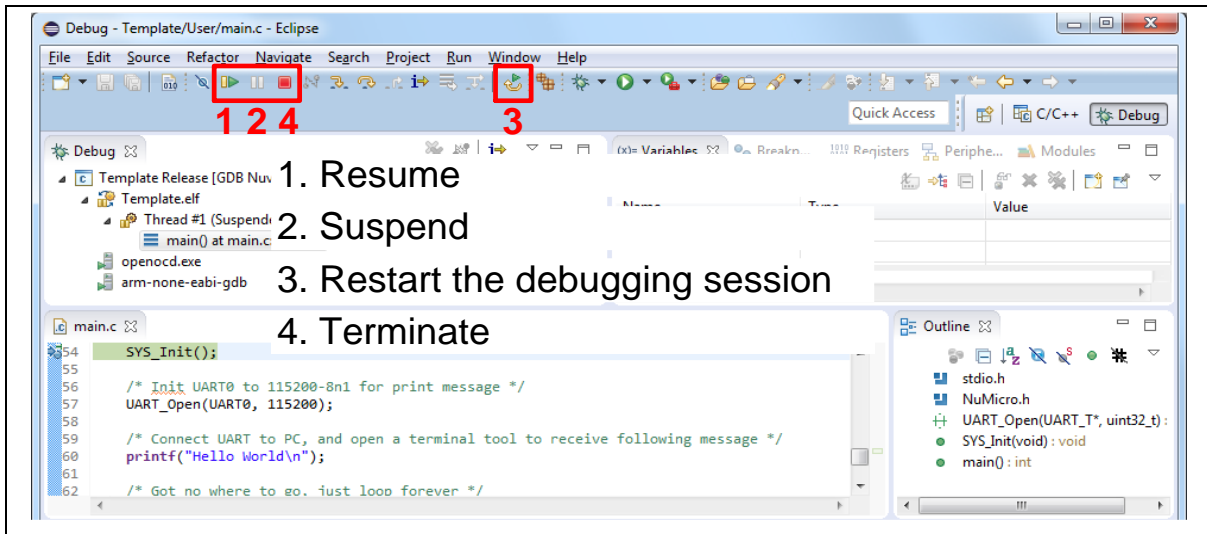 Debug - Template/User/main.c - Eclipse
File Edit Source Refactor Navigate Search Project Run Window Help
1 2 4 3
Quick Access C/C++ Debug
Debug (x)= Variables Breakp... Registers Periphe... Modules
Template Release [GDB Nuv
1. Resume
Template.elf
Name Type Value
Thread #1 (Suspende
2. Suspend
main() at main.c:
openocd.exe
arm-none-eabi-gdb
3. Restart the debugging session
4. Terminate
main.c
Outline
54 SYS_Init();
55
56 /* Init UART0 to 115200-8n1 for print message */
57 UART_Open(UART0, 115200);
58
59 /* Connect UART to PC, and open a terminal tool to receive following message */
60 printf("Hello World\n");
61
62 /* Got no where to go, just loop forever */
stdio.h
NuMicro.h
UART_Open(UART_T*, uint32_t) :
SYS_Init(void) : void
main() : int